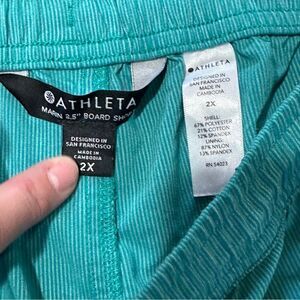 ATHLETA
MARIN 2.5" BOARD SHORT
DESIGNED IN
SAN FRANCISCO
MADE IN
CAMBODIA
2X
ATHLETA
DESIGNED IN
SAN FRANCISCO
MADE IN
CAMBODIA
2X
SHELL:
67% POLYESTER
21% COTTON
12% SPANDEX
LINING:
87% NYLON
13% SPANDEX
RN 54023